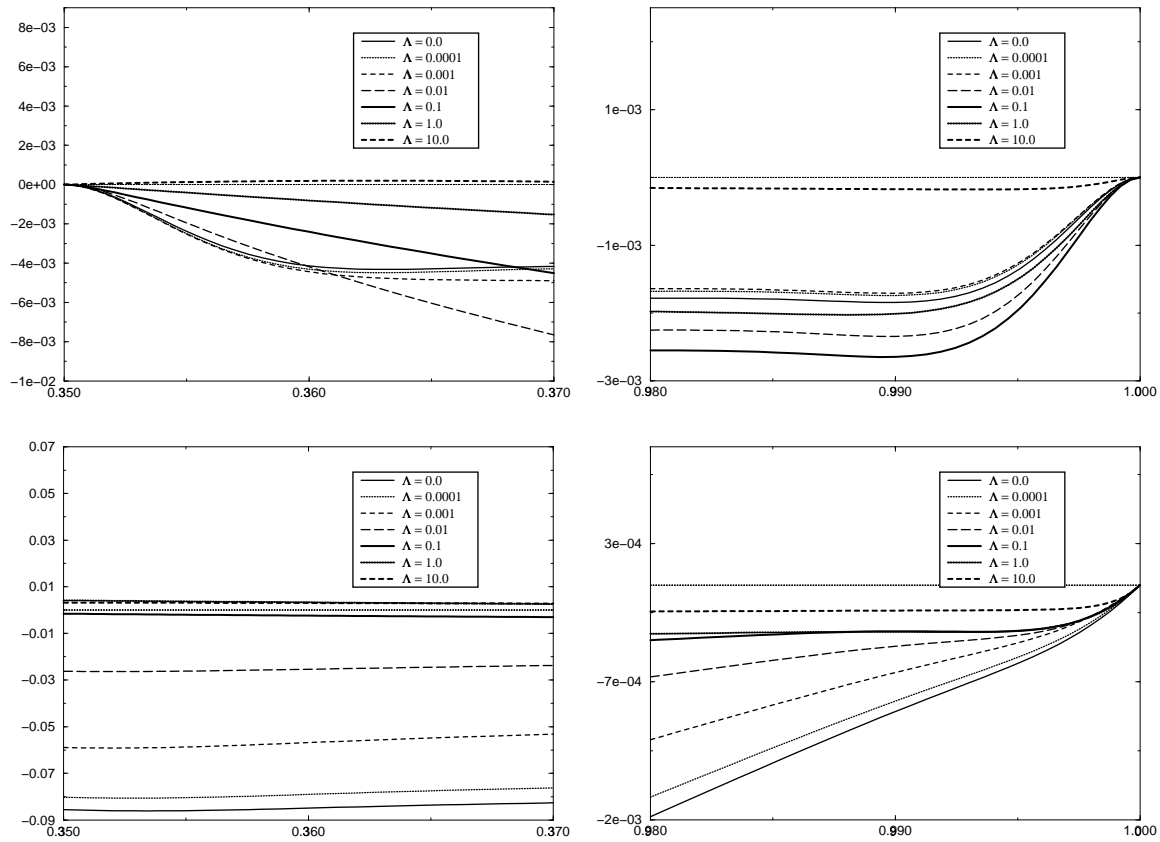 8e−03
6e−03
4e−03
2e−03
0e+00
−2e−03
−4e−03
−6e−03
−8e−03
−1e−02
0.350
0.360
0.370
Λ = 0.0
Λ = 0.0001
Λ = 0.001
Λ = 0.01
Λ = 0.1
Λ = 1.0
Λ = 10.0
1e−03
−1e−03
−3e−03
0.980
0.990
1.000
Λ = 0.0
Λ = 0.0001
Λ = 0.001
Λ = 0.01
Λ = 0.1
Λ = 1.0
Λ = 10.0
0.07
0.05
0.03
0.01
−0.01
−0.03
−0.05
−0.07
−0.09
0.350
0.360
0.370
Λ = 0.0
Λ = 0.0001
Λ = 0.001
Λ = 0.01
Λ = 0.1
Λ = 1.0
Λ = 10.0
3e−04
−7e−04
−2e−03
0.980
0.990
1.000
Λ = 0.0
Λ = 0.0001
Λ = 0.001
Λ = 0.01
Λ = 0.1
Λ = 1.0
Λ = 10.0